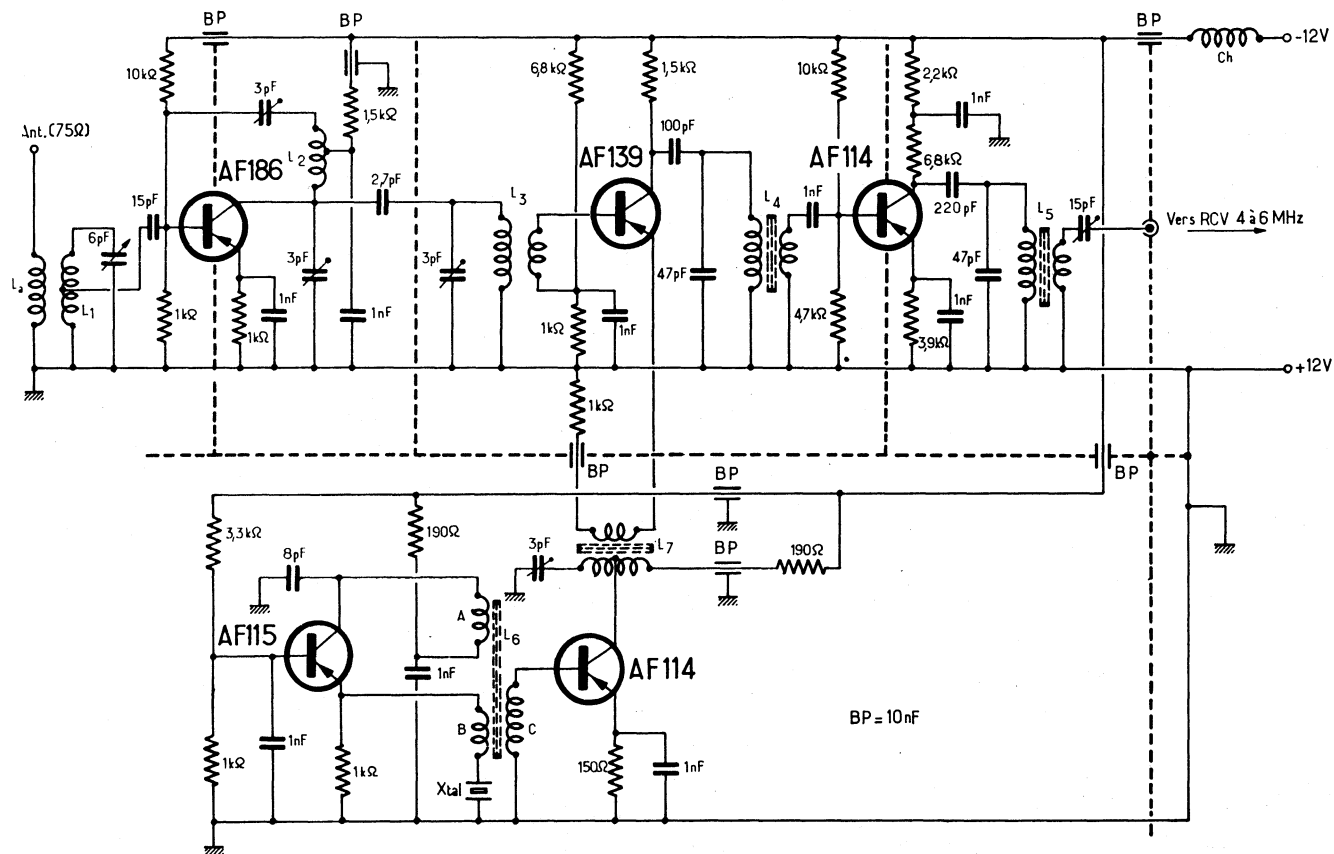 BP
BP
BP
-12V
Ch
10kΩ
3pF
1,5kΩ
6,8kΩ
1,5kΩ
10kΩ
2,2kΩ
1nF
Ant. (75Ω)
L2
AF186
AF139
100pF
AF114
6,8kΩ
15pF
2,7pF
L3
L4
1nF
220pF
L5
15pF
Vers RCV 4 à 6 MHz
6pF
3pF
3pF
47pF
47pF
La
L1
1kΩ
1kΩ
1nF
1nF
1kΩ
1nF
4,7kΩ
3,9kΩ
1nF
+12V
1kΩ
BP
BP
BP
3,3kΩ
190Ω
3pF
L7
BP
190Ω
8pF
A
L6
AF115
1nF
AF114
B
C
BP = 10nF
1kΩ
1nF
1kΩ
Xtal
150Ω
1nF